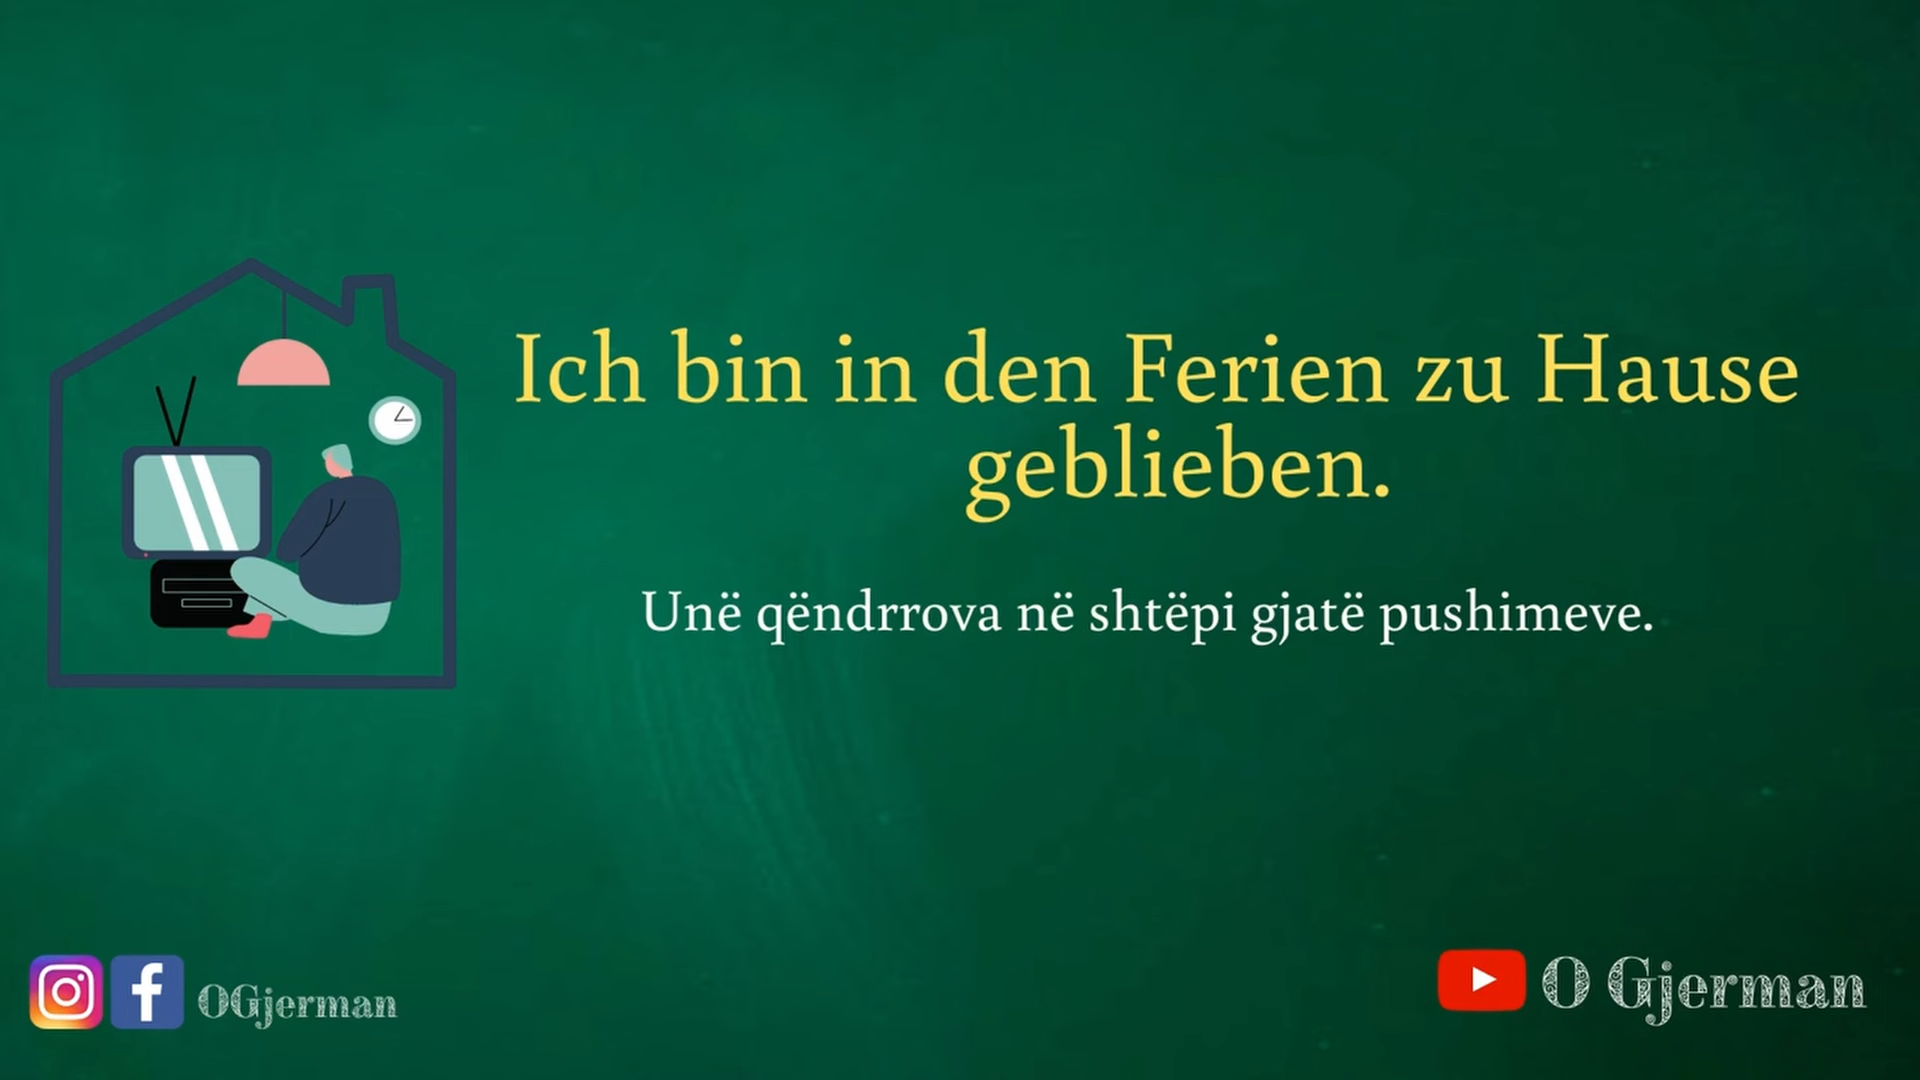 Ich bin in den Ferien zu Hause
geblieben.
Unë qëndrrova në shtëpi gjatë pushimeve.
OGjerman
O Gjerman